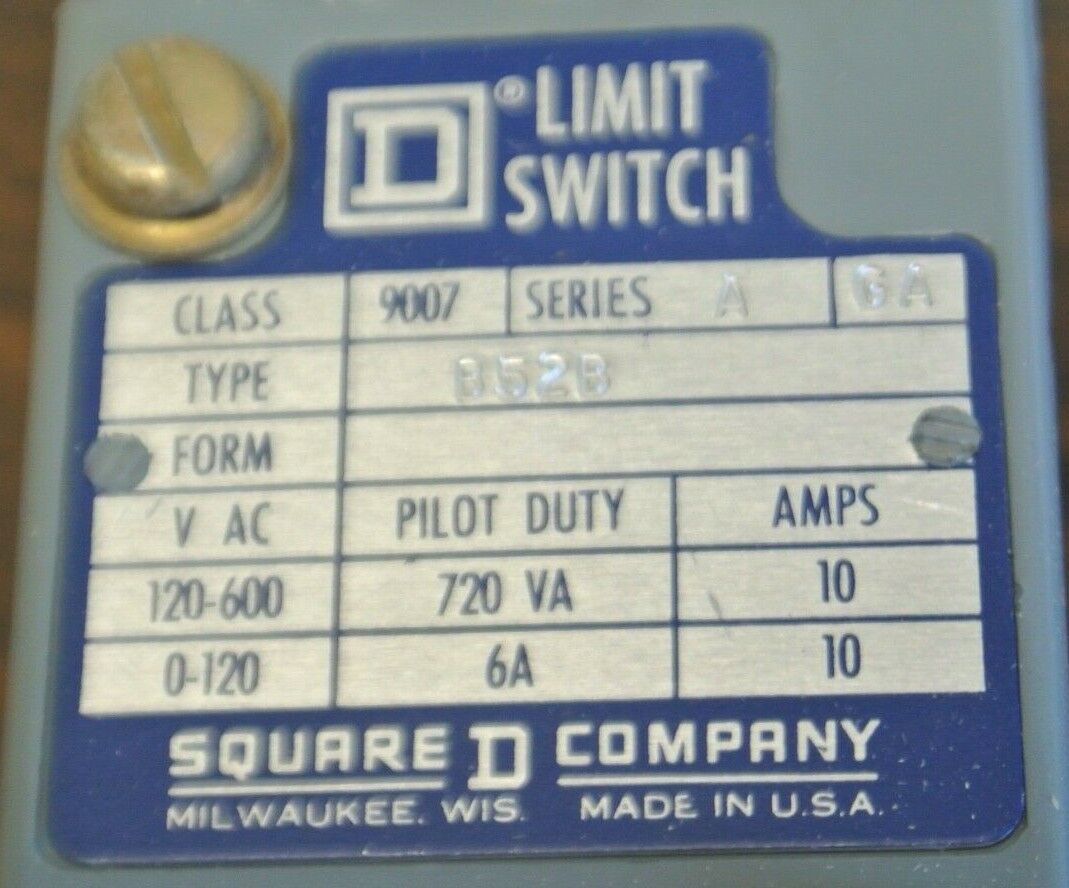 D ® LIMIT
SWITCH
CLASS 9007 SERIES A GA
TYPE B52B
FORM
V AC PILOT DUTY AMPS
120-600 720 VA 10
0-120 6A 10
SQUARE D COMPANY
MILWAUKEE. WIS. MADE IN U.S.A.